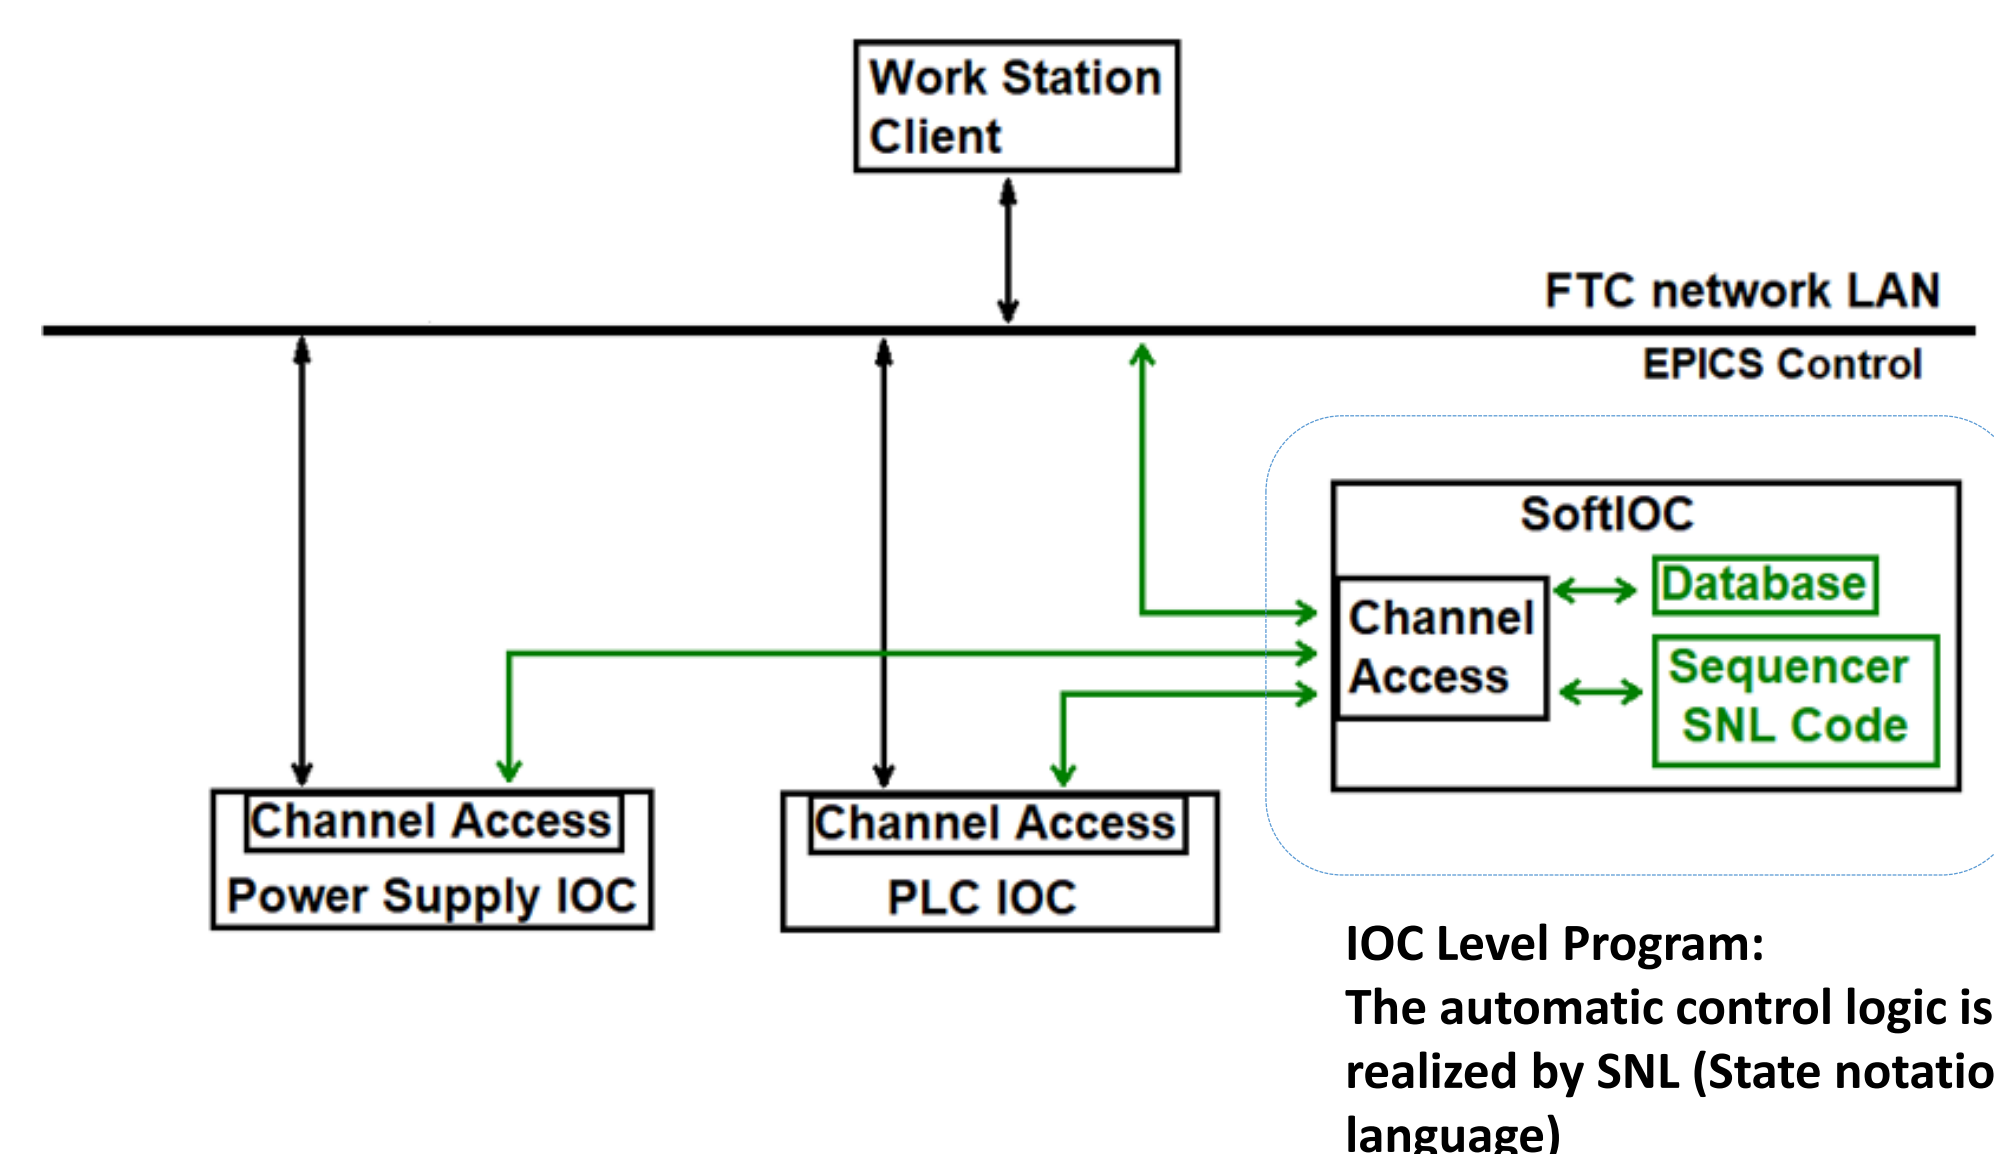 Work Station
Client
FTC network LAN
EPICS Control
SoftIOC
Database
Channel
Access
Sequencer
SNL Code
Channel Access
Power Supply IOC
Channel Access
PLC IOC
IOC Level Program:
The automatic control logic is
realized by SNL (State notatio
language)